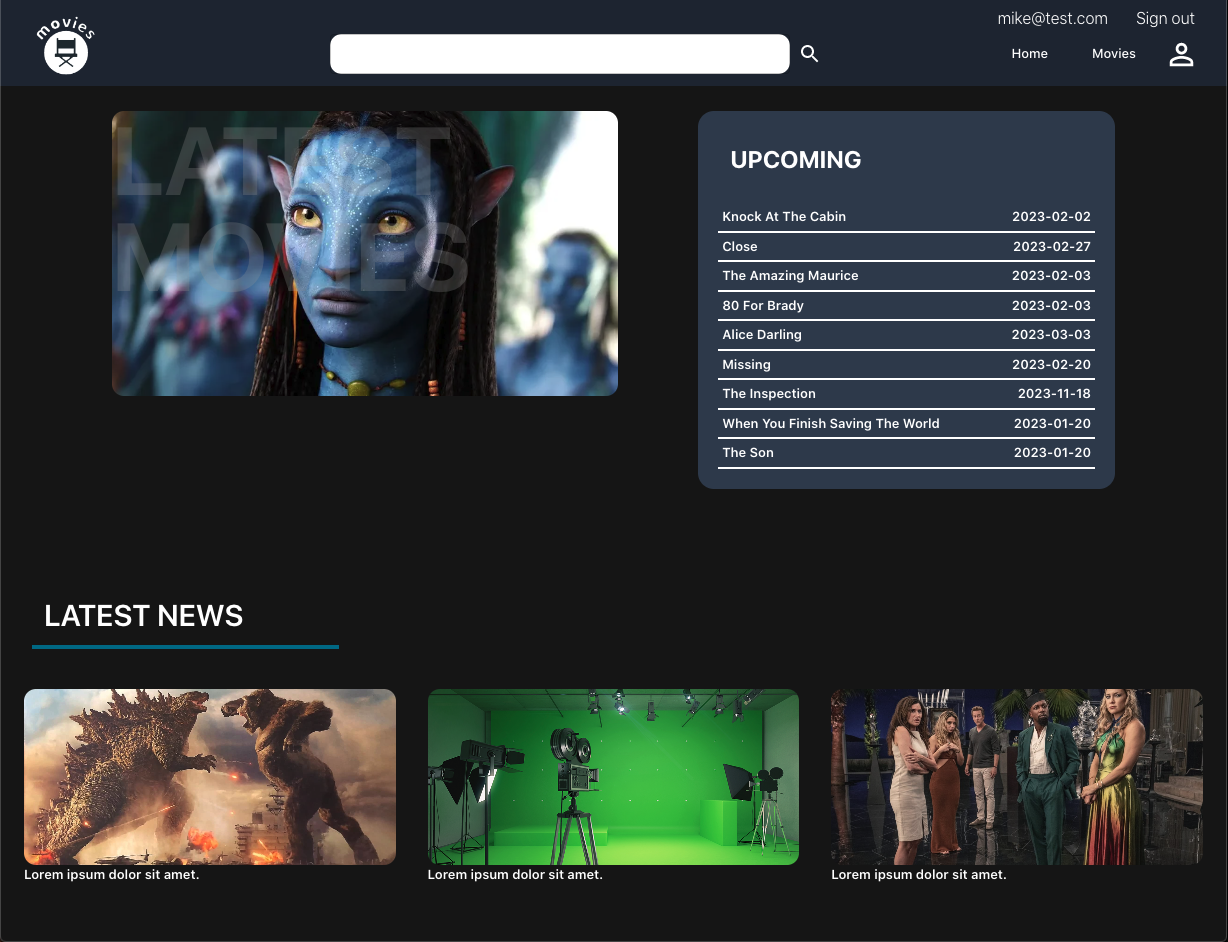 movies
mike@test.com Sign out
Home Movies
LATEST
MOVIES
UPCOMING
Knock At The Cabin 2023-02-02
Close 2023-02-27
The Amazing Maurice 2023-02-03
80 For Brady 2023-02-03
Alice Darling 2023-03-03
Missing 2023-02-20
The Inspection 2023-11-18
When You Finish Saving The World 2023-01-20
The Son 2023-01-20
LATEST NEWS
Lorem ipsum dolor sit amet. Lorem ipsum dolor sit amet. Lorem ipsum dolor sit amet.